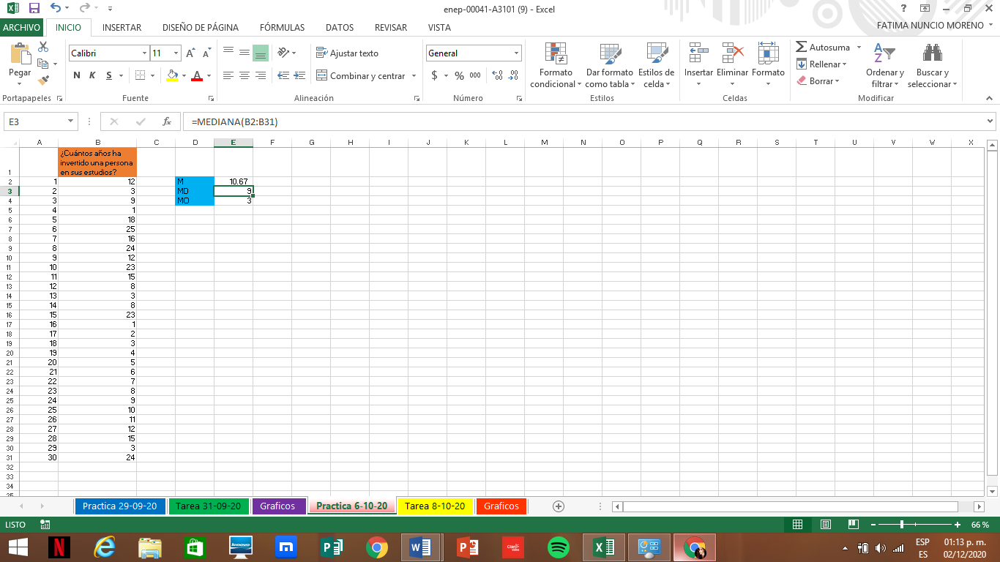 enep-00041-A3101 (9) - Excel
ARCHIVO INICIO INSERTAR DISEÑO DE PÁGINA FÓRMULAS DATOS REVISAR VISTA FATIMA NUNCIO MORENO
Pegar
Portapapeles
Calibri 11
N K S
Fuente
Ajustar texto
Combinar y centrar
Alineación
General
$ % 000
Número
Formato condicional
Dar formato como tabla
Estilos de celda
Estilos
Insertar Eliminar Formato
Celdas
Autosuma
Rellenar
Borrar
Ordenar y filtrar
Buscar y seleccionar
Modificar
E3 fx =MEDIANA(B2:B31)
A B C D E F G H I J K L M N O P Q R S T U V W X
¿Cuántos años ha
invertido una persona
1 en sus estudios?
2 1 12 M 10.67
3 2 3 MD 9
4 3 9 MO 3
5 4 1
6 5 18
7 6 25
8 7 16
9 8 24
10 9 12
11 10 23
12 11 15
13 12 8
14 13 3
15 14 8
16 15 23
17 16 1
18 17 2
19 18 3
20 19 4
21 20 5
22 21 6
23 22 7
24 23 8
25 24 9
26 25 10
27 26 11
28 27 12
29 28 15
30 29 3
31 30 24
32
33
34
Practica 29-09-20 Tarea 31-09-20 Graficos Practica 6-10-20 Tarea 8-10-20 Graficos
LISTO 66 %
ESP 01:13 p. m.
ES 02/12/2020